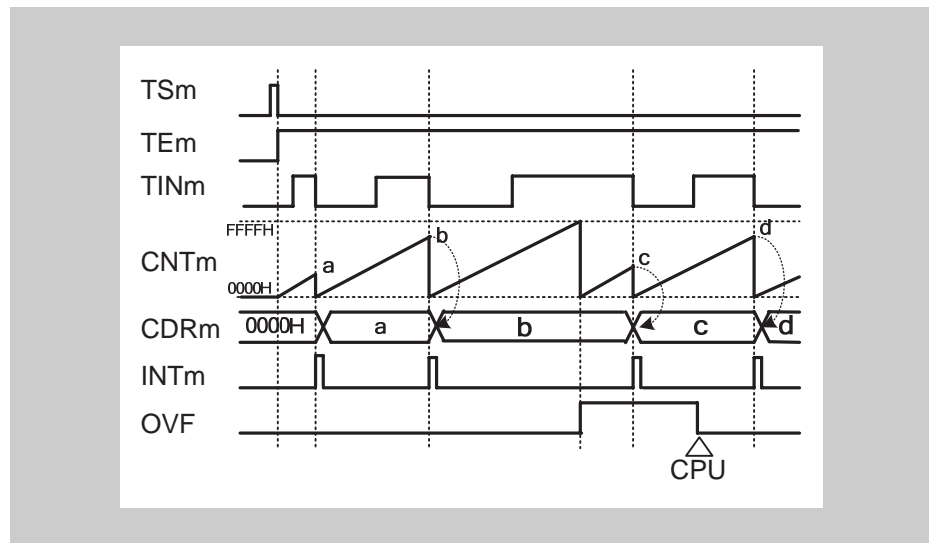 TSm
TEm
TINm
FFFFH
b
d
CNTm
a
c
0000H
CDRm 0000H a b c d
INTm
OVF
CPU